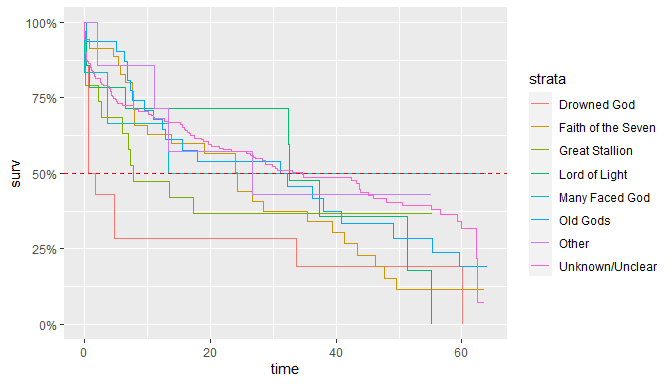 100%
75%
50%
25%
0%
surv
0
20
40
60
time
strata
Drowned God
Faith of the Seven
Great Stallion
Lord of Light
Many Faced God
Old Gods
Other
Unknown/Unclear